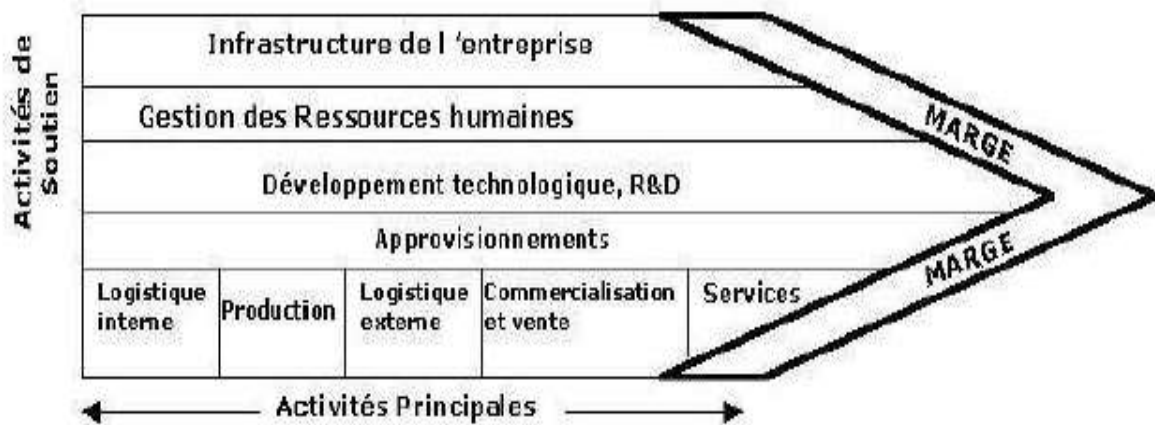 Activités de
Soutien
Infrastructure de l 'entreprise
Gestion des Ressources humaines
Développement technologique, R&D
Approvisionnements
MARGE
MARGE
Logistique
interne
Production
Logistique
externe
Commercialisation
et vente
Services
Activités Principales